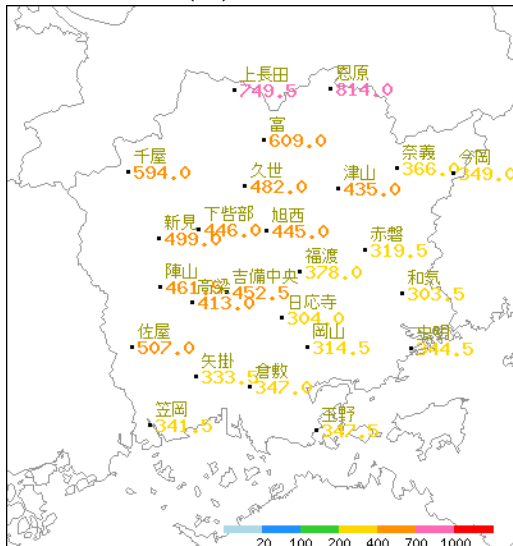 上長田
749.5
恩原
814.0
富
609.0
千屋
594.0
久世
482.0
津山
435.0
奈義
366.0
今岡
349.0
下呰部
446.0
旭西
445.0
新見
499.0
赤磐
319.5
福渡
378.0
陣山
高梁
413.0
吉備中央
452.5
和気
303.5
日応寺
304.0
佐屋
507.0
岡山
314.5
虫明
344.5
矢掛
333.5
倉敷
347.0
笠岡
341.5
玉野
347.5
20 100 200 400 700 1000